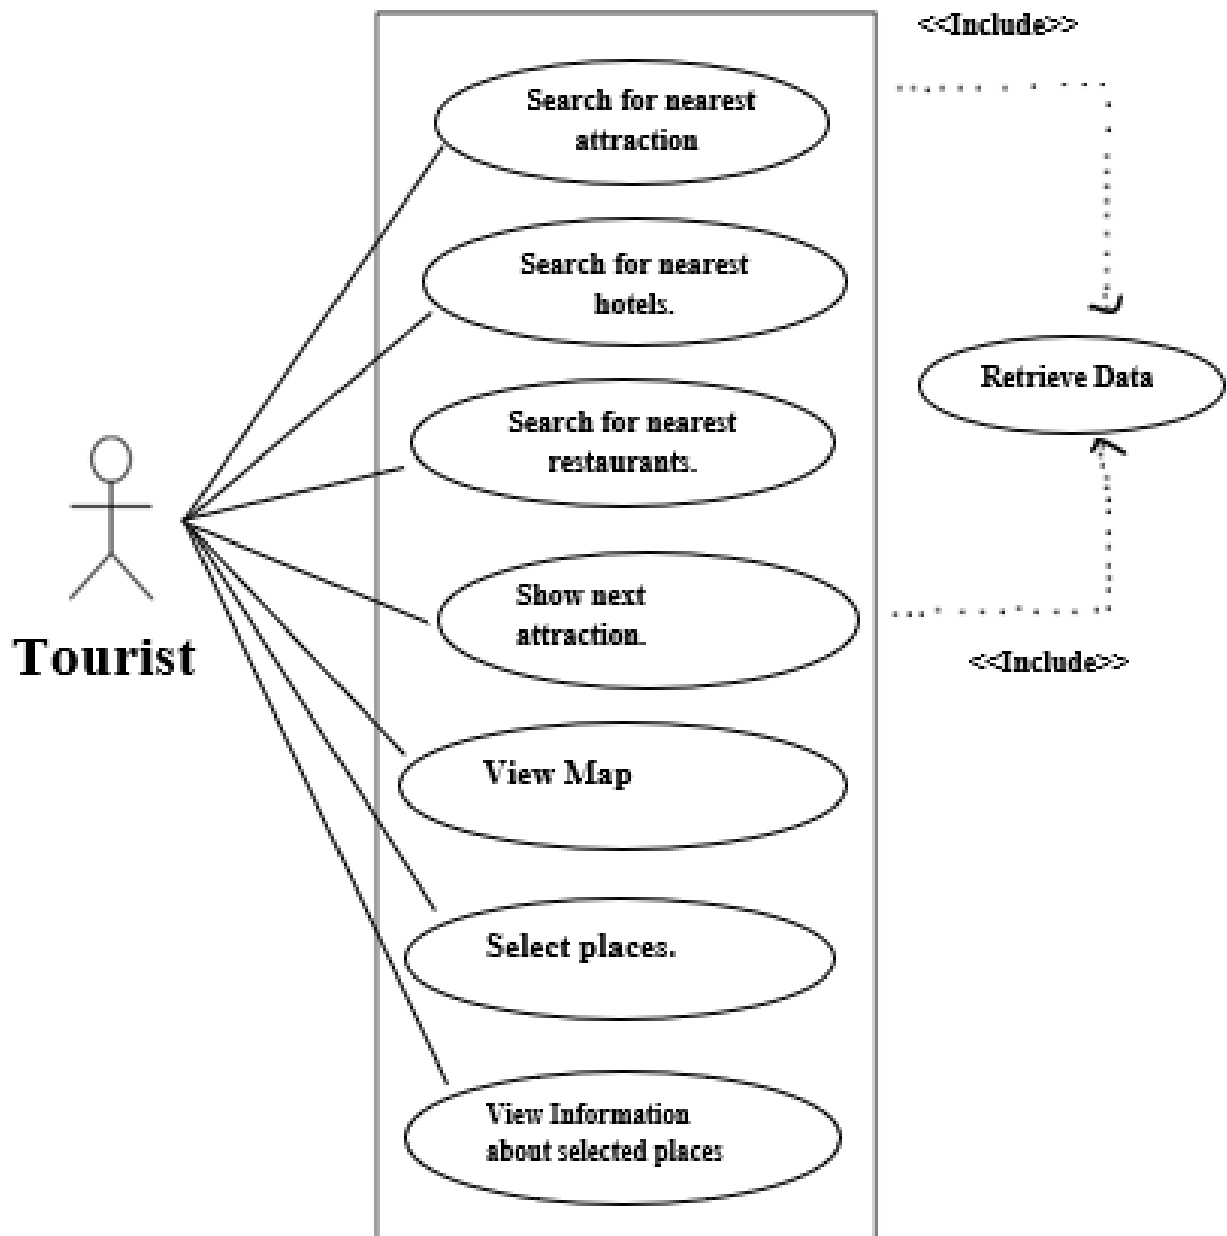 <<Include>>
Search for nearest
attraction
Search for nearest
hotels.
Retrieve Data
Search for nearest
restaurants.
Show next
attraction.
Tourist
<<Include>>
View Map
Select places.
View Information
about selected places